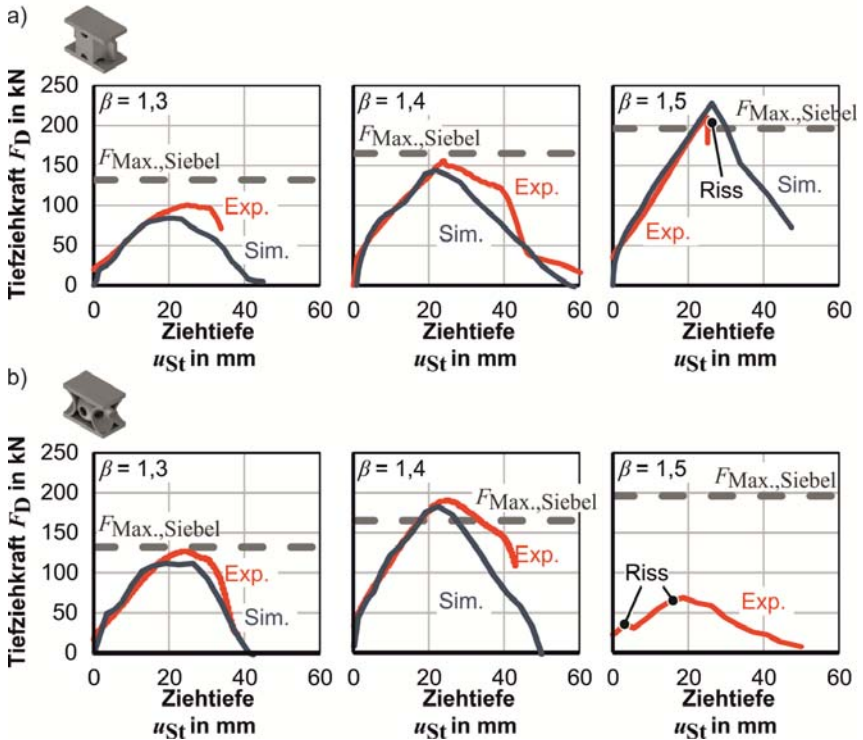 a)
Tiefziehkraft FD in kN
250
200
150
100
50
0
β = 1,3
FMax.,Siebel
Exp.
Sim.
0 20 40 60
Ziehtiefe
uSt in mm
β = 1,4
FMax.,Siebel
Exp.
Sim.
0 20 40 60
Ziehtiefe
uSt in mm
β = 1,5
FMax.,Siebel
Riss
Sim.
Exp.
0 20 40 60
Ziehtiefe
uSt in mm
b)
Tiefziehkraft FD in kN
250
200
150
100
50
0
β = 1,3
FMax.,Siebel
Exp.
Sim.
0 20 40 60
Ziehtiefe
uSt in mm
β = 1,4
FMax.,Siebel
Exp.
Sim.
0 20 40 60
Ziehtiefe
uSt in mm
β = 1,5
FMax.,Siebel
Riss
Exp.
0 20 40 60
Ziehtiefe
uSt in mm